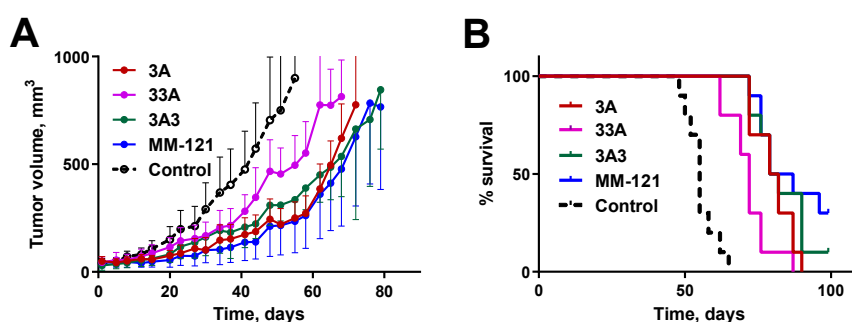 A
Tumor volume, mm³
1000
500
0
3A
33A
3A3
MM-121
Control
0 20 40 60 80
Time, days
B
% survival
100
50
0
3A
33A
3A3
MM-121
Control
0 50 100
Time, days